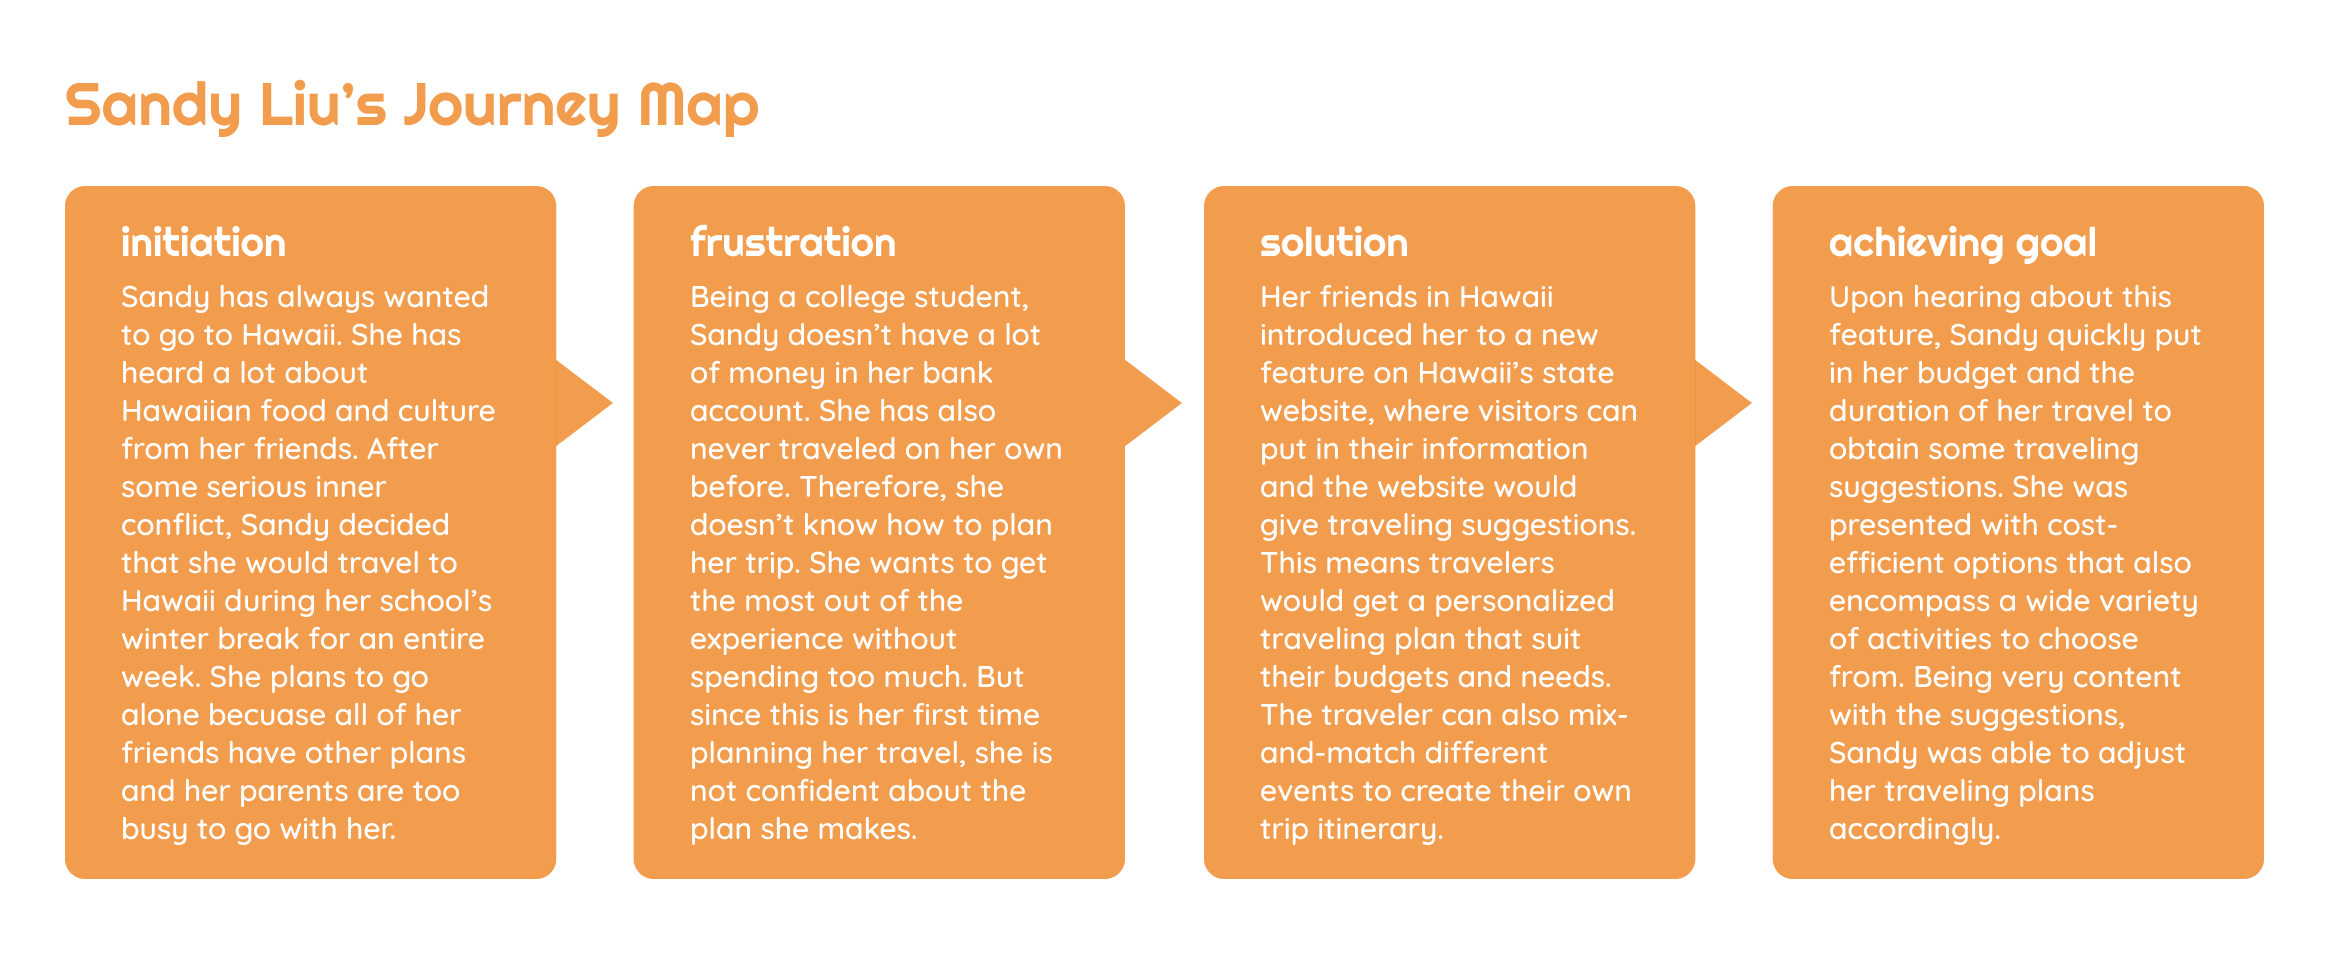 Sandy Liu's Journey Map
initiation
Sandy has always wanted
to go to Hawaii. She has
heard a lot about
Hawaiian food and culture
from her friends. After
some serious inner
conflict, Sandy decided
that she would travel to
Hawaii during her school's
winter break for an entire
week. She plans to go
alone becuase all of her
friends have other plans
and her parents are too
busy to go with her.
frustration
Being a college student,
Sandy doesn't have a lot
of money in her bank
account. She has also
never traveled on her own
before. Therefore, she
doesn't know how to plan
her trip. She wants to get
the most out of the
experience without
spending too much. But
since this is her first time
planning her travel, she is
not confident about the
plan she makes.
solution
Her friends in Hawaii
introduced her to a new
feature on Hawaii's state
website, where visitors can
put in their information
and the website would
give traveling suggestions.
This means travelers
would get a personalized
traveling plan that suit
their budgets and needs.
The traveler can also mix-
and-match different
events to create their own
trip itinerary.
achieving goal
Upon hearing about this
feature, Sandy quickly put
in her budget and the
duration of her travel to
obtain some traveling
suggestions. She was
presented with cost-
efficient options that also
encompass a wide variety
of activities to choose
from. Being very content
with the suggestions,
Sandy was able to adjust
her traveling plans
accordingly.